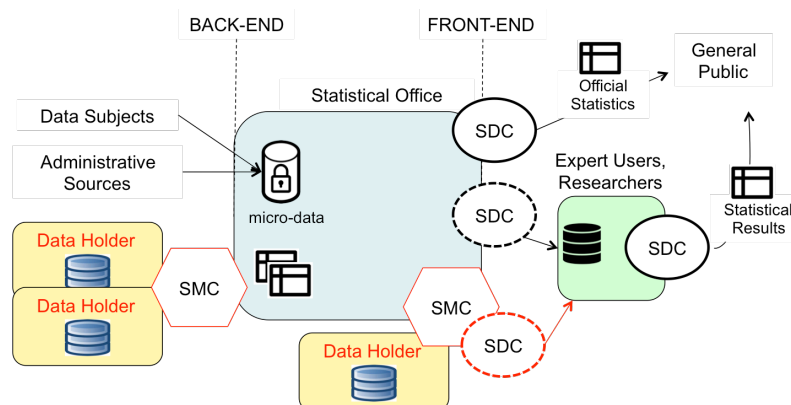 BACK-END
FRONT-END
General
Public
Official
Statistics
Statistical Office
Data Subjects
SDC
Administrative
Sources
Expert Users,
Researchers
micro-data
SDC
Statistical
Results
SDC
Data Holder
SMC
Data Holder
SMC
SDC
Data Holder